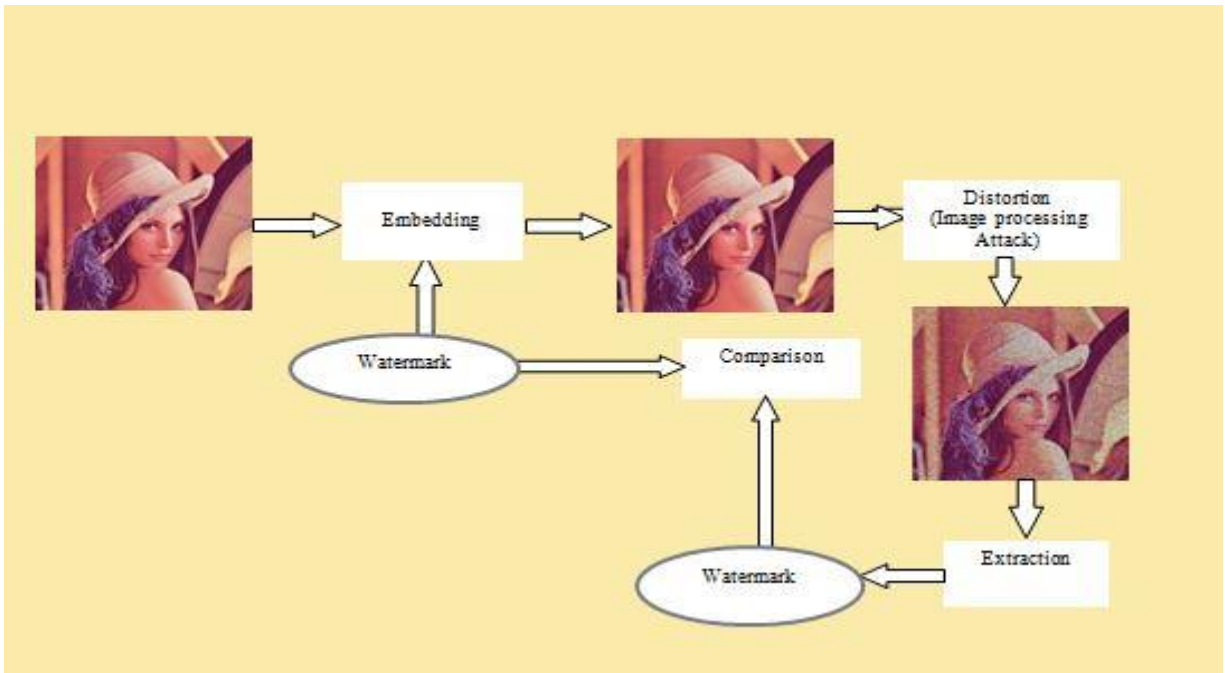 Embedding
Distortion
(Image processing
Attack)
Watermark
Comparison
Extraction
Watermark